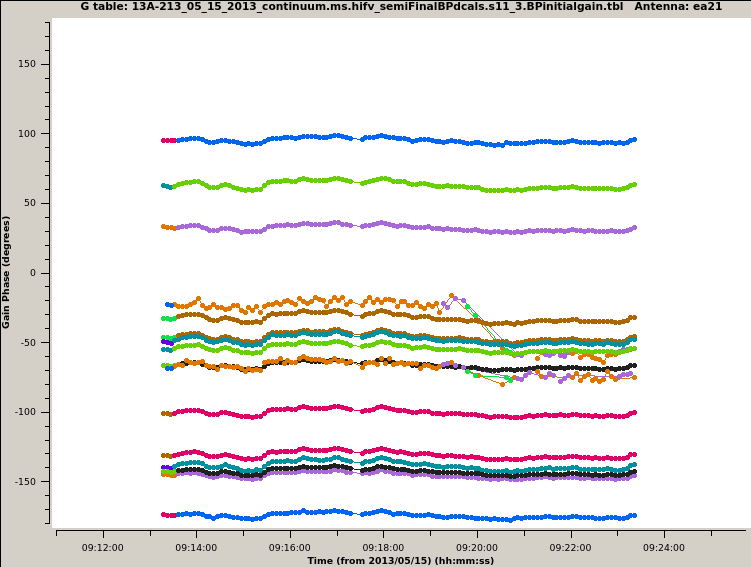 G table: 13A-213_05_15_2013_continuum.ms.hifv_semiFinalBPdcals.s11_3.BPinitialgain.tbl   Antenna: ea21
Gain Phase (degrees)
150
100
50
0
-50
-100
-150
09:12:00 09:14:00 09:16:00 09:18:00 09:20:00 09:22:00 09:24:00
Time (from 2013/05/15) (hh:mm:ss)